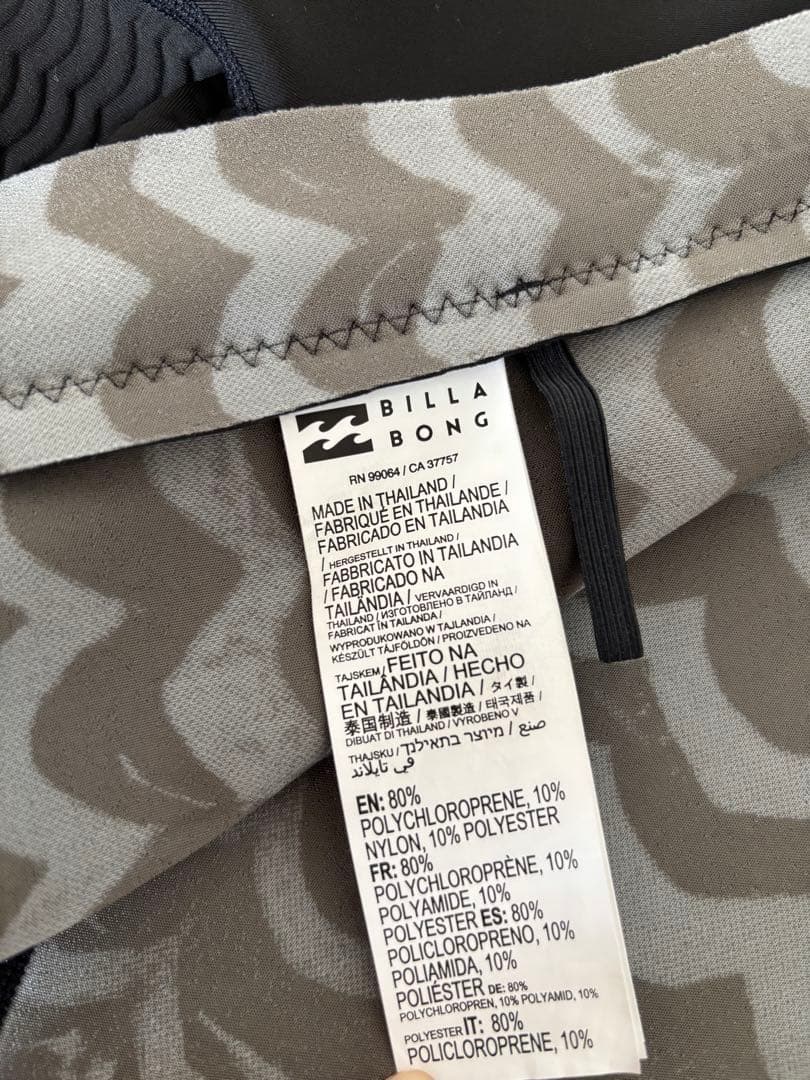 BILLA
BONG
RN 99064 / CA 37757
MADE IN THAILAND /
FABRIQUÉ EN THAILANDE /
FABRICADO EN TAILANDIA
/ HERGESTELLT IN THAILAND /
FABBRICATO IN TAILANDIA
/ FABRICADO NA
TAILÂNDIA / VERVAARDIGD IN
THAILAND / ИЗГОТОВЛЕНО В ТАЙЛАНД /
FABRICAT ÎN TAILANDA /
WYPRODUKOWANO W TAJLANDIA /
KÉSZÜLT TÁJFÖLDÖN / PROIZVEDENO NA
TAJSKEM / FEITO NA
TAILÂNDIA / HECHO
EN TAILANDIA / タイ製 /
泰国制造 / 泰國製造 / 태국제품 /
DIBUAT DI THAILAND / VYROBENO V
THAJSKU / מיוצר בתאילנד / صنع
في تايلاند
EN: 80%
POLYCHLOROPRENE, 10%
NYLON, 10% POLYESTER
FR: 80%
POLYCHLOROPRÈNE, 10%
POLYAMIDE, 10%
POLYESTER ES: 80%
POLICLOROPRENO, 10%
POLIAMIDA, 10%
POLIÉSTER DE: 80%
POLYCHLOROPREN, 10% POLYAMID, 10%
POLYESTER IT: 80%
POLICLOROPRENE, 10%